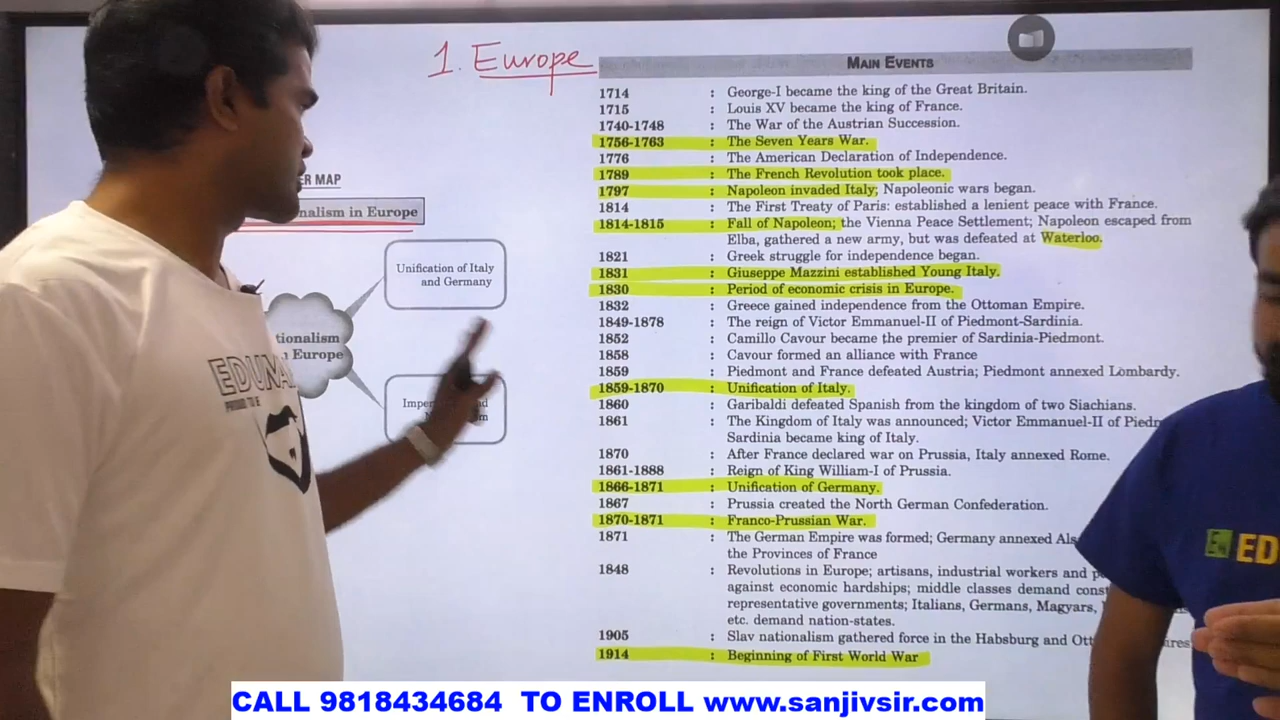 1. Europe
MAIN EVENTS
1714 : George-I became the king of the Great Britain.
1715 : Louis XV became the king of France.
1740-1748 : The War of the Austrian Succession.
1756-1763 : The Seven Years War.
1776 : The American Declaration of Independence.
1789 : The French Revolution took place.
1797 : Napoleon invaded Italy; Napoleonic wars began.
1814 : The First Treaty of Paris: established a lenient peace with France.
1814-1815 : Fall of Napoleon; the Vienna Peace Settlement; Napoleon escaped from
Elba, gathered a new army, but was defeated at Waterloo.
1821 : Greek struggle for independence began.
1831 : Giuseppe Mazzini established Young Italy.
1830 : Period of economic crisis in Europe.
1832 : Greece gained independence from the Ottoman Empire.
1849-1878 : The reign of Victor Emmanuel-II of Piedmont-Sardinia.
1852 : Camillo Cavour became the premier of Sardinia-Piedmont.
1858 : Cavour formed an alliance with France
1859 : Piedmont and France defeated Austria; Piedmont annexed Lombardy.
1859-1870 : Unification of Italy.
1860 : Garibaldi defeated Spanish from the kingdom of two Siachians.
1861 : The Kingdom of Italy was announced; Victor Emmanuel-II of
Sardinia became king of Italy.
1870 : After France declared war on Prussia, Italy annexed Rome.
1861-1888 : Reign of King William-I of Prussia.
1866-1871 : Unification of Germany.
1867 : Prussia created the North German Confederation.
1870-1871 : Franco-Prussian War.
1871 : The German Empire was formed; Germany annexed
the Provinces of France
1848 : Revolutions in Europe; artisans, industrial workers and
against economic hardships; middle classes demand
representative governments; Italians, Germans, Magyars,
etc. demand nation-states.
1905 : Slav nationalism gathered force in the Habsburg and
1914 : Beginning of First World War
MAP
in Europe
Unification of Italy
and Germany
Europe
PROUD TO BE
ED
CALL 9818434684 TO ENROLL www.sanjivsir.com